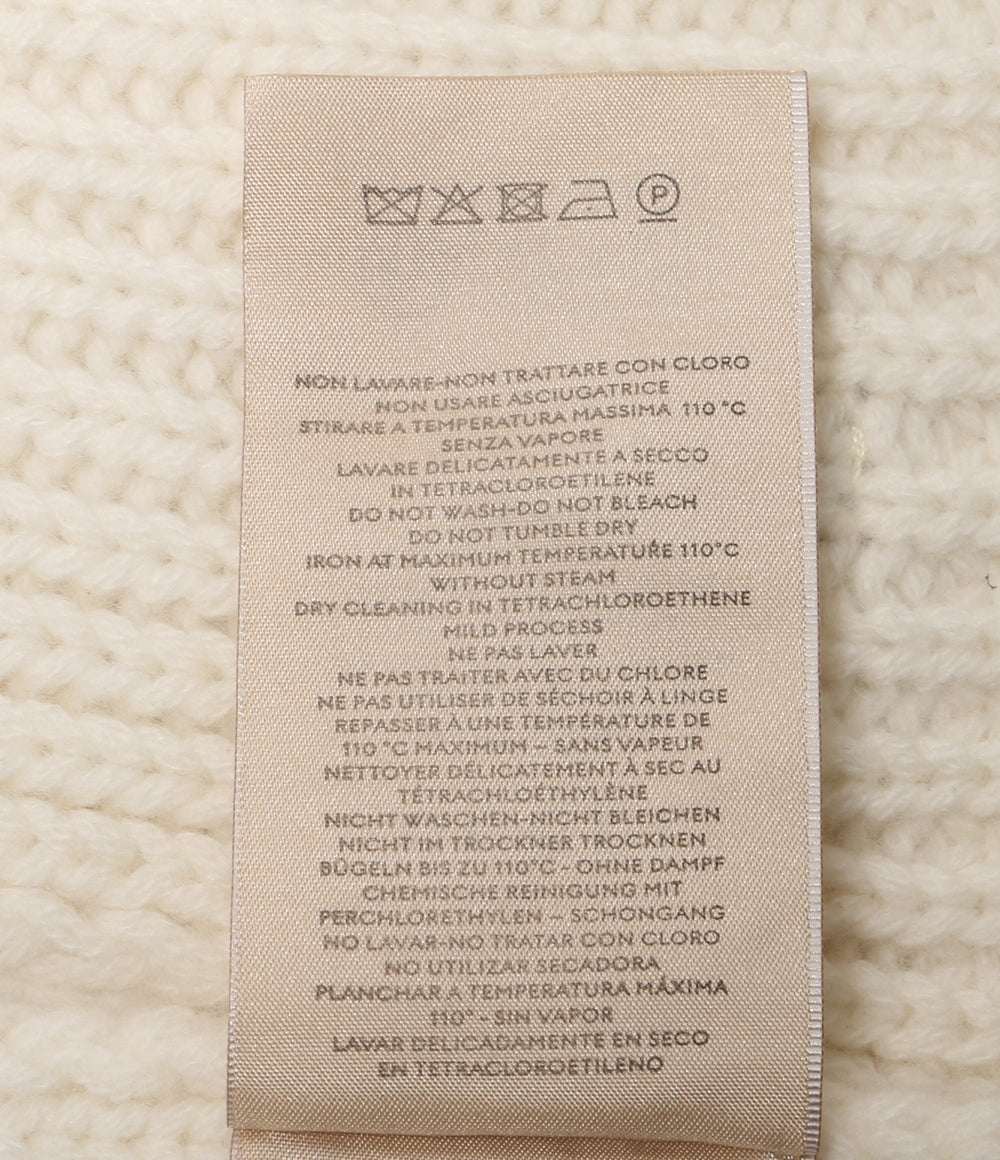 P
NON LAVARE-NON TRATTARE CON CLORO
NON USARE ASCIUGATRICE
STIRARE A TEMPERATURA MASSIMA 110 °C
SENZA VAPORE
LAVARE DELICATAMENTE A SECCO
IN TETRACLOROETILENE
DO NOT WASH-DO NOT BLEACH
DO NOT TUMBLE DRY
IRON AT MAXIMUM TEMPERATURE 110°C
WITHOUT STEAM
DRY CLEANING IN TETRACHLOROETHENE
MILD PROCESS
NE PAS LAVER
NE PAS TRAITER AVEC DU CHLORE
NE PAS UTILISER DE SÉCHOIR À LINGE
REPASSER À UNE TEMPÉRATURE DE
110 °C MAXIMUM – SANS VAPEUR
NETTOYER DÉLICATEMENT À SEC AU
TÉTRACHLOÉTHYLÈNE
NICHT WASCHEN-NICHT BLEICHEN
NICHT IM TROCKNER TROCKNEN
BÜGELN BIS ZU 110°C - OHNE DAMPF
CHEMISCHE REINIGUNG MIT
PERCHLORETHYLEN – SCHONGANG
NO LAVAR-NO TRATAR CON CLORO
NO UTILIZAR SECADORA
PLANCHAR A TEMPERATURA MÁXIMA
110° - SIN VAPOR
LAVAR DELICADAMENTE EN SECO
EN TETRACLOROETILENO